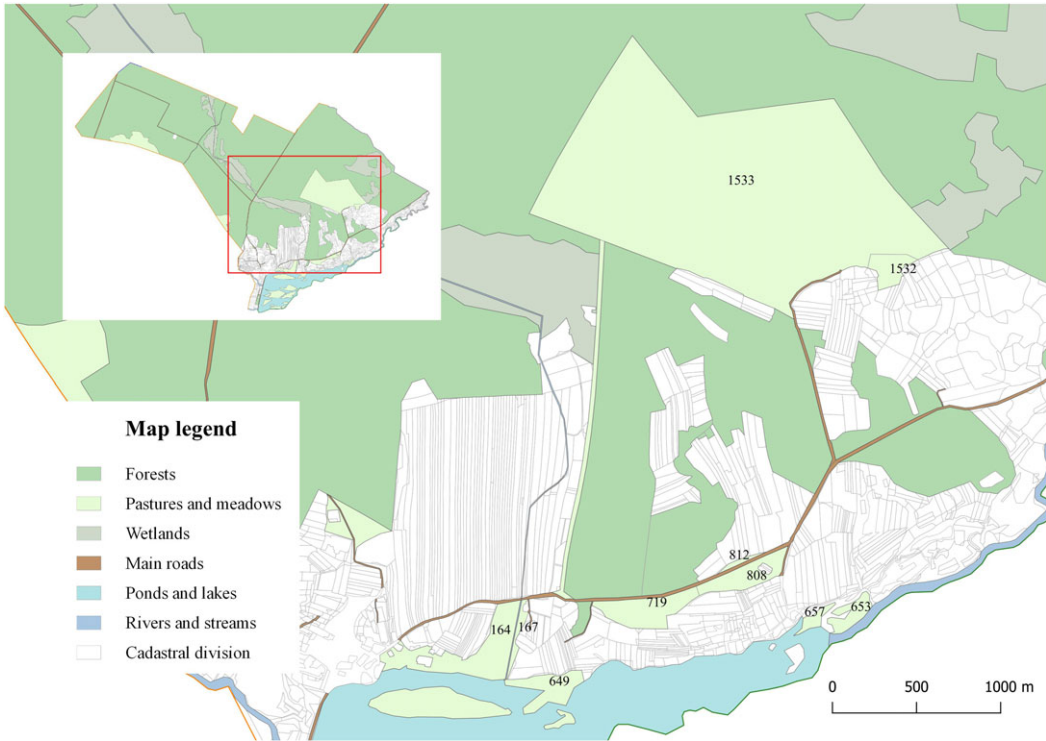 1533
1532
812
808
719
657
653
164
167
649
Map legend
Forests
Pastures and meadows
Wetlands
Main roads
Ponds and lakes
Rivers and streams
Cadastral division
0 500 1000 m